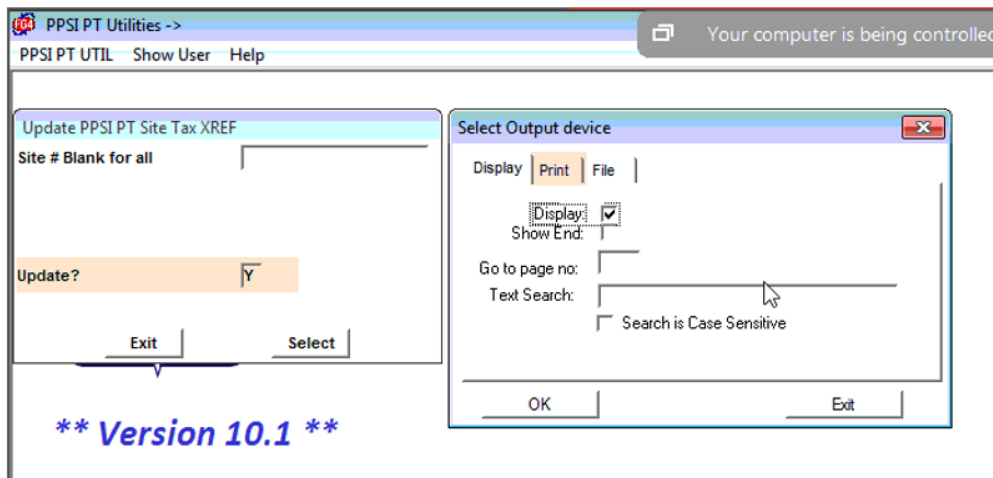 FG4 PPSI PT Utilities ->
Your computer is being controlled
PPSI PT UTIL Show User Help
Update PPSI PT Site Tax XREF
Site # Blank for all
Update? Y
Exit Select
Select Output device
Display Print File
Display:
Show End:
Go to page no:
Text Search:
Search is Case Sensitive
OK Exit
** Version 10.1 **